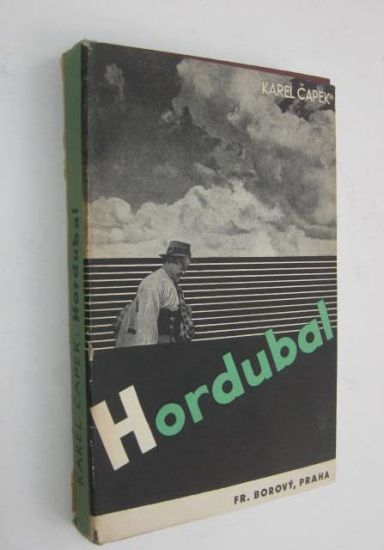 KAREL ČAPEK
Hordubal
FR. BOROVÝ, PRAHA
KAREL ČAPEK: Hordubal